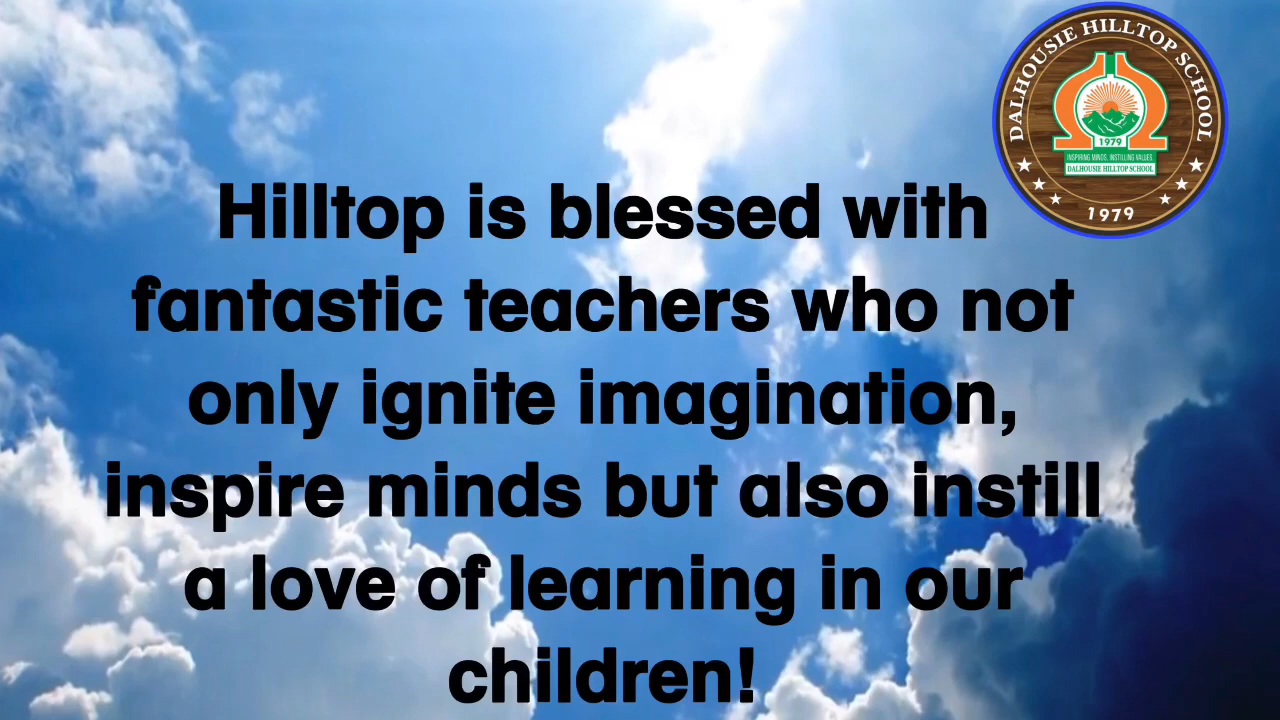 DALHOUSIE HILLTOP SCHOOL
1979
INSPIRING MINDS, INSTILLING VALUES
DALHOUSIE HILLTOP SCHOOL
1979
Hilltop is blessed with
fantastic teachers who not
only ignite imagination,
inspire minds but also instill
a love of learning in our
children!